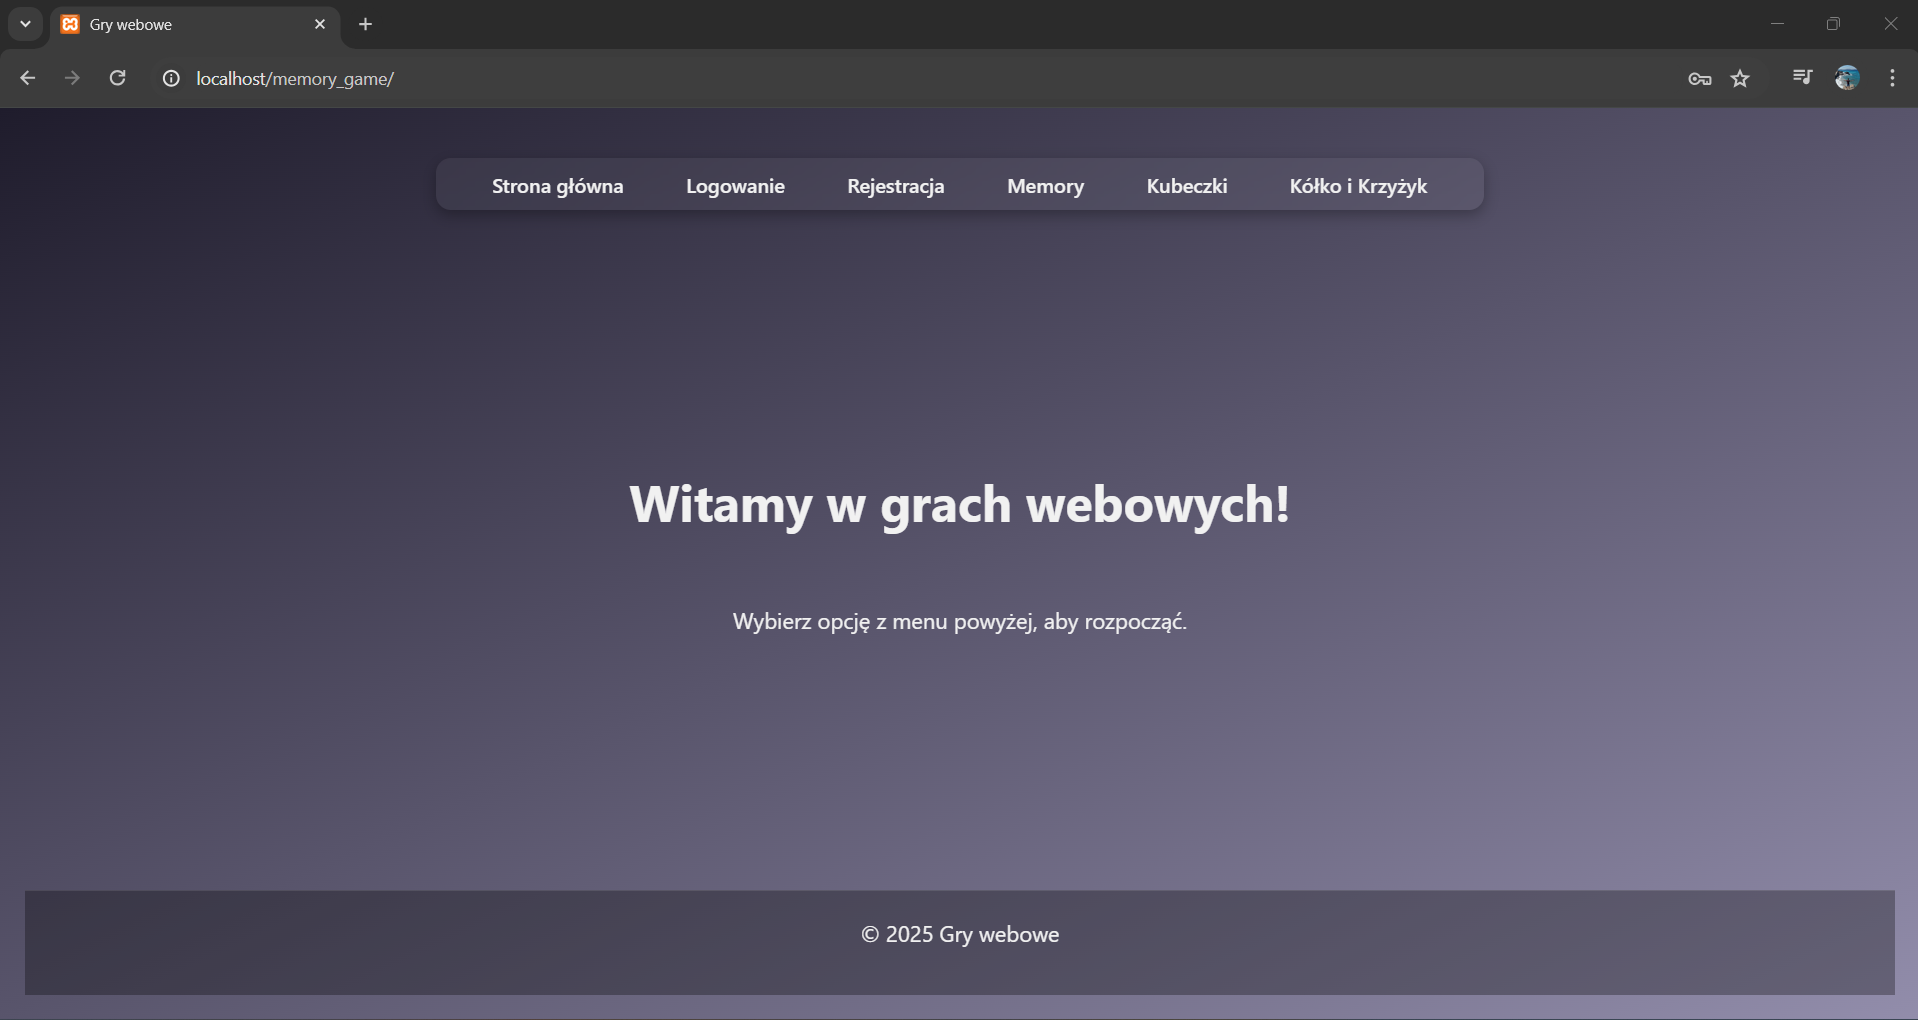 Gry webowe
localhost/memory_game/
Strona główna Logowanie Rejestracja Memory Kubeczki Kółko i Krzyżyk
Witamy w grach webowych!
Wybierz opcję z menu powyżej, aby rozpocząć.
© 2025 Gry webowe